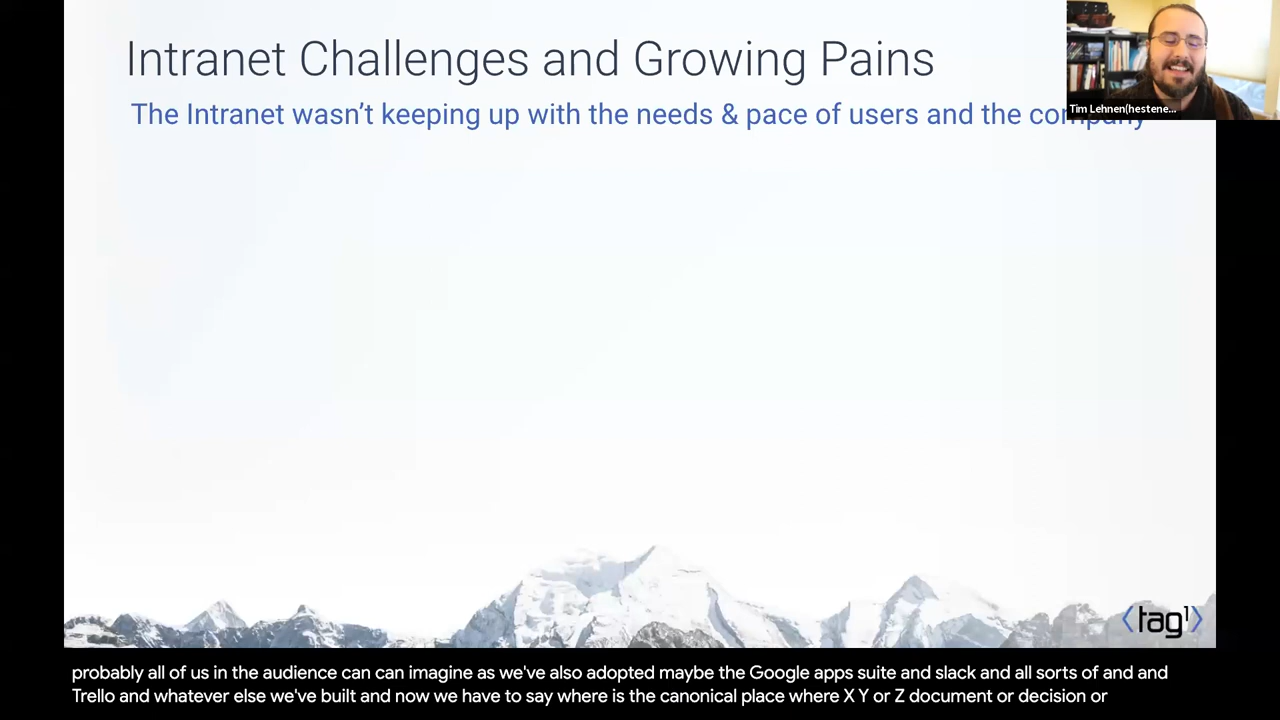 Intranet Challenges and Growing Pains
The Intranet wasn't keeping up with the needs & pace of users and the company
Tim Lehnen(hestene...
tag1
probably all of us in the audience can can imagine as we've also adopted maybe the Google apps suite and slack and all sorts of and and
Trello and whatever else we've built and now we have to say where is the canonical place where X Y or Z document or decision or